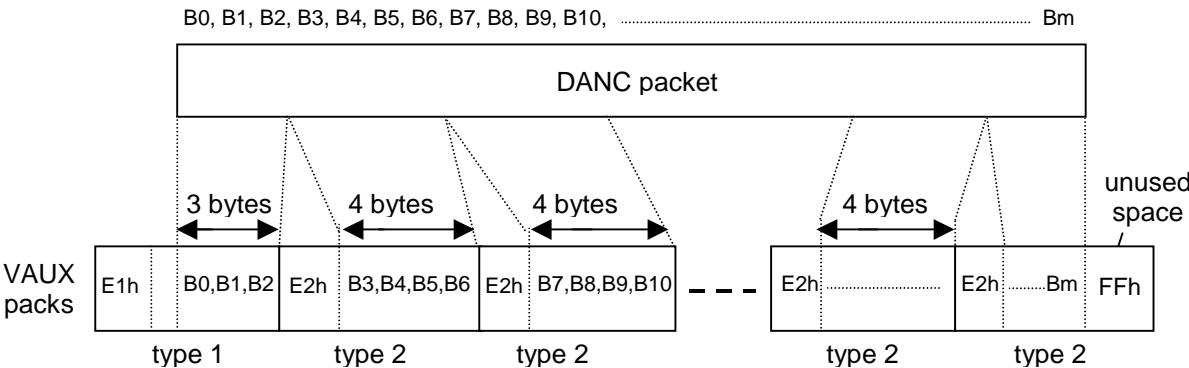 B0, B1, B2, B3, B4, B5, B6, B7, B8, B9, B10, ........................................................................ Bm
DANC packet
unused
space
3 bytes
4 bytes
4 bytes
4 bytes
VAUX
packs
E1h
B0,B1,B2
E2h
B3,B4,B5,B6
E2h
B7,B8,B9,B10
E2h ........................
E2h ........Bm
FFh
type 1
type 2
type 2
type 2
type 2